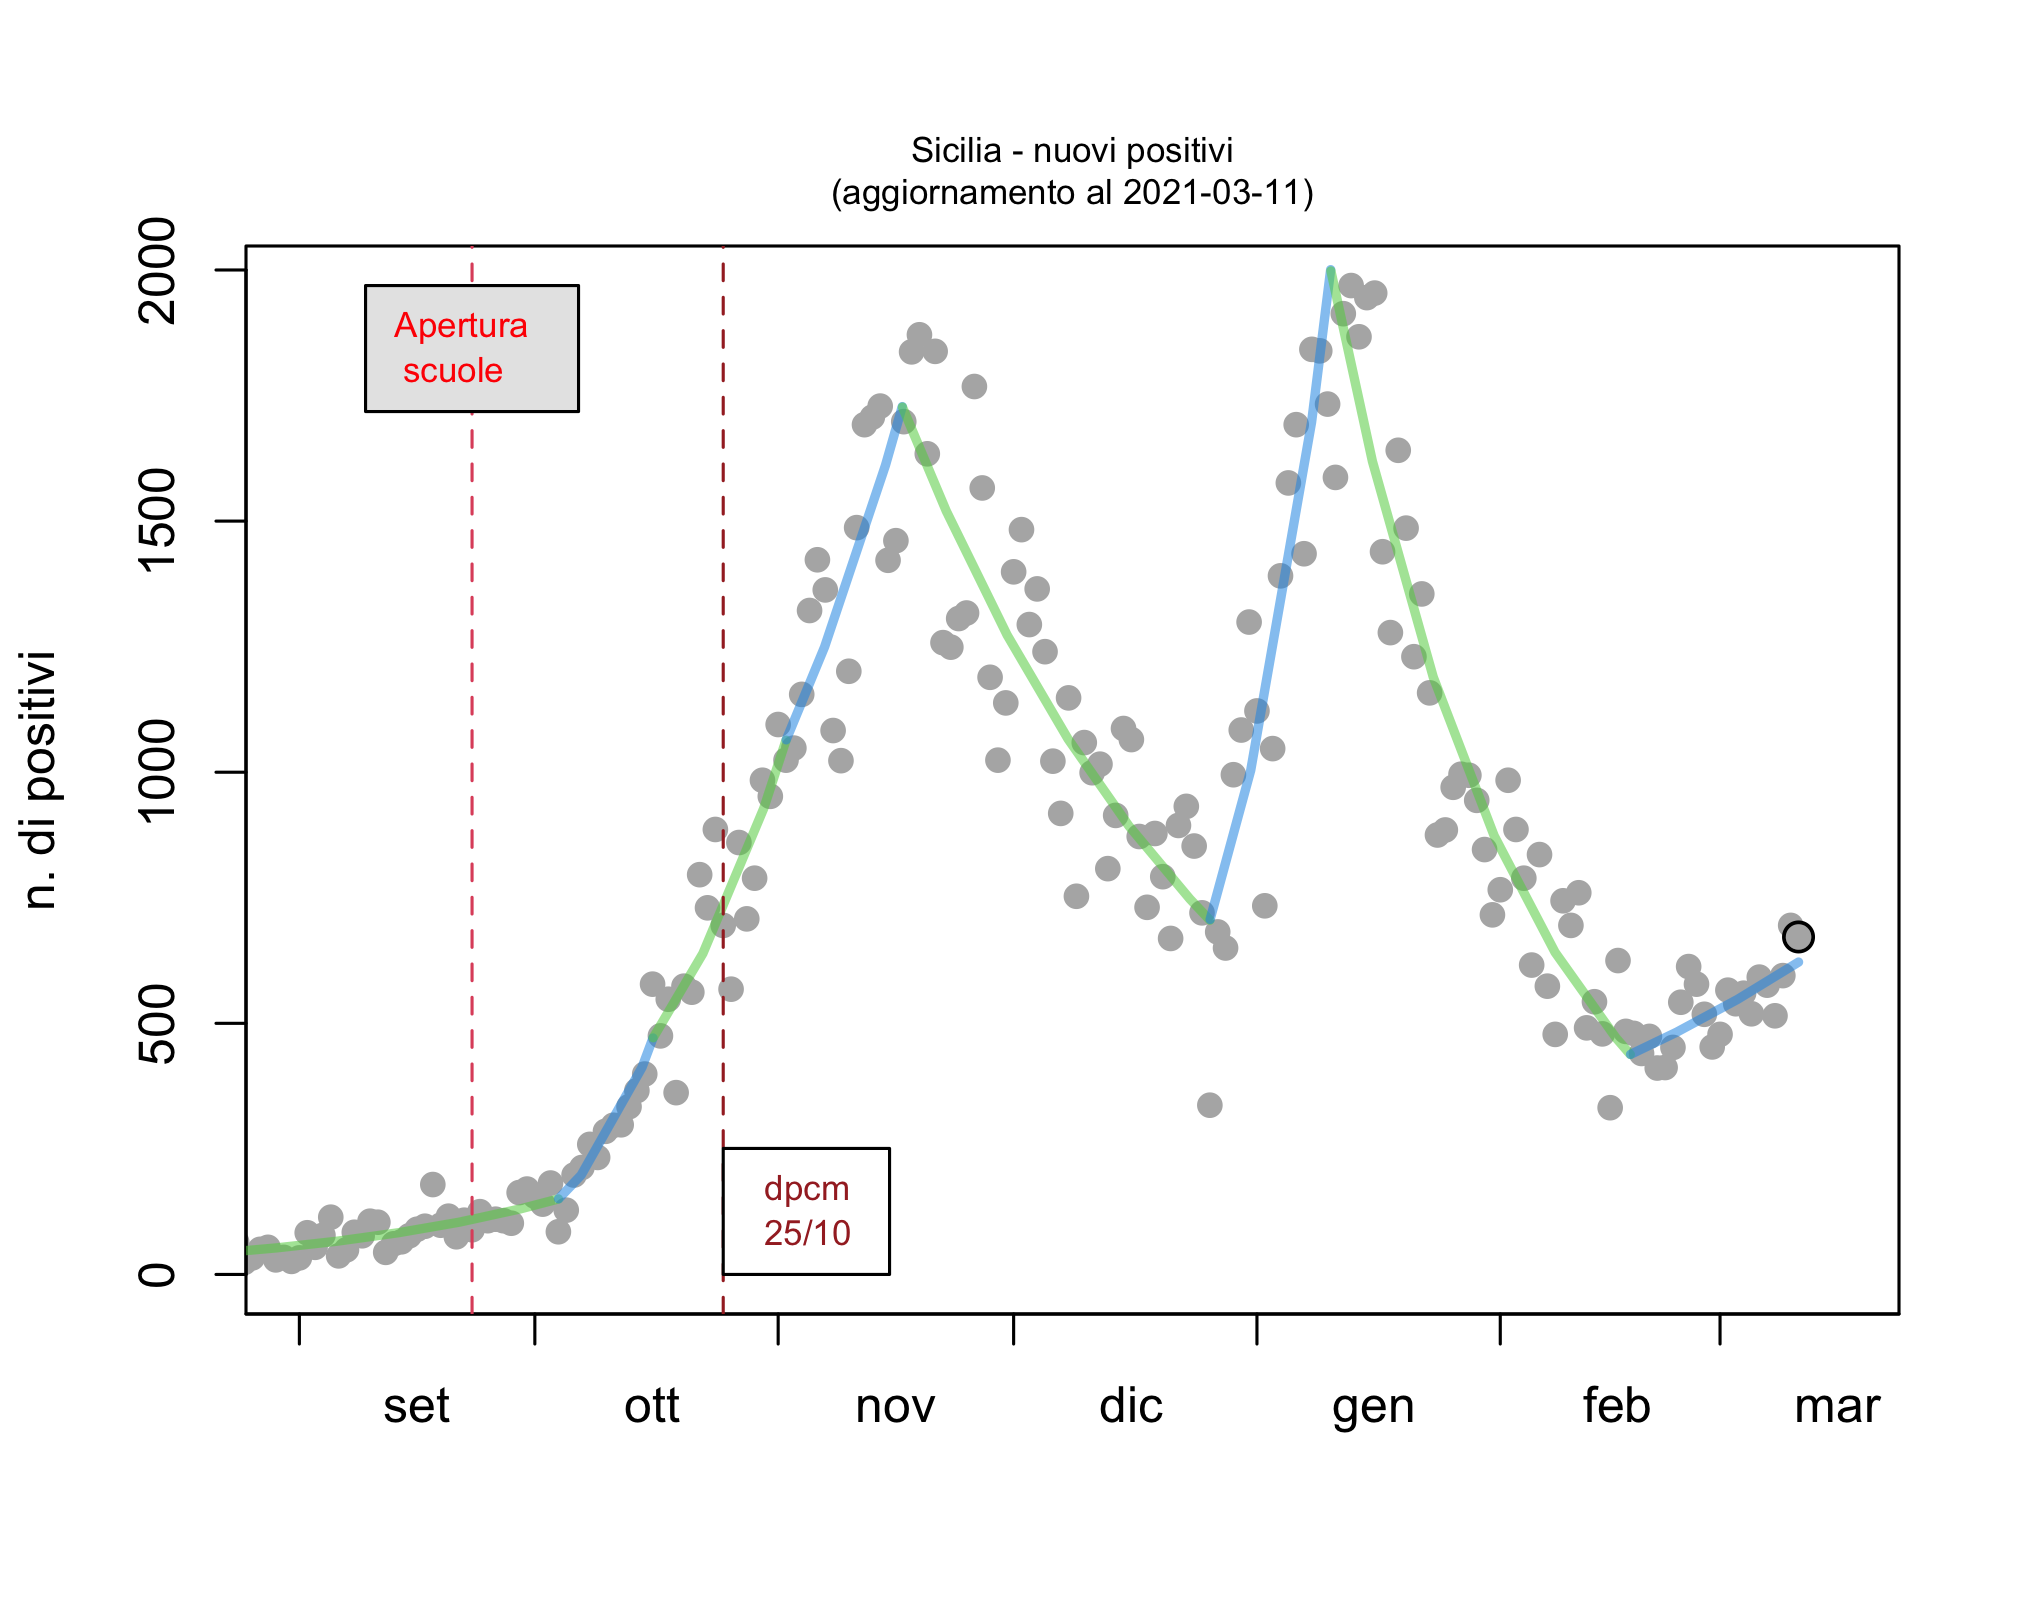 Sicilia - nuovi positivi
(aggiornamento al 2021-03-11)
n. di positivi
2000
1500
1000
500
0
Apertura
scuole
dpcm
25/10
set ott nov dic gen feb mar